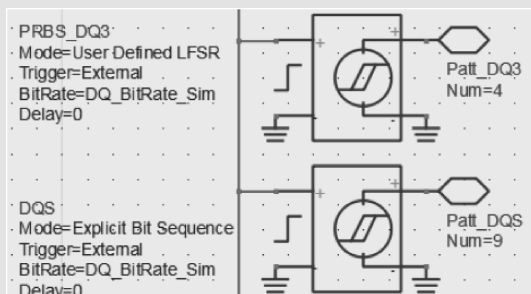 PRBS_DQ3
Mode=User Defined LFSR
Trigger=External
BitRate=DQ_BitRate_Sim
Delay=0
Patt_DQ3
Num=4
DQS
Mode=Explicit Bit Sequence
Trigger=External
BitRate=DQ_BitRate_Sim
Delay=0
Patt_DQS
Num=9